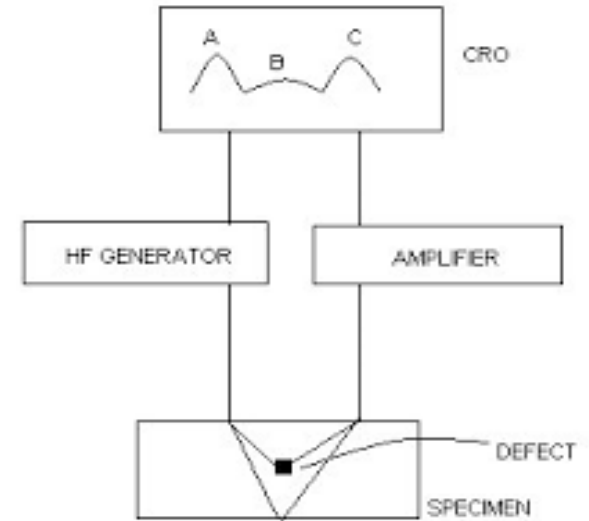 A
B
C
CRO
HF GENERATOR
AMPLIFIER
DEFECT
SPECIMEN